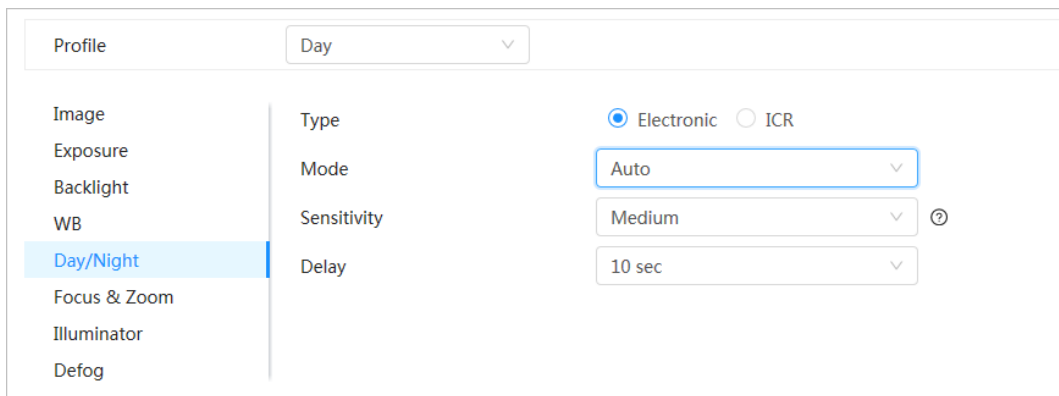 Profile Day
Image
Exposure
Backlight
WB
Day/Night
Focus & Zoom
Illuminator
Defog
Type Electronic ICR
Mode Auto
Sensitivity Medium ?
Delay 10 sec